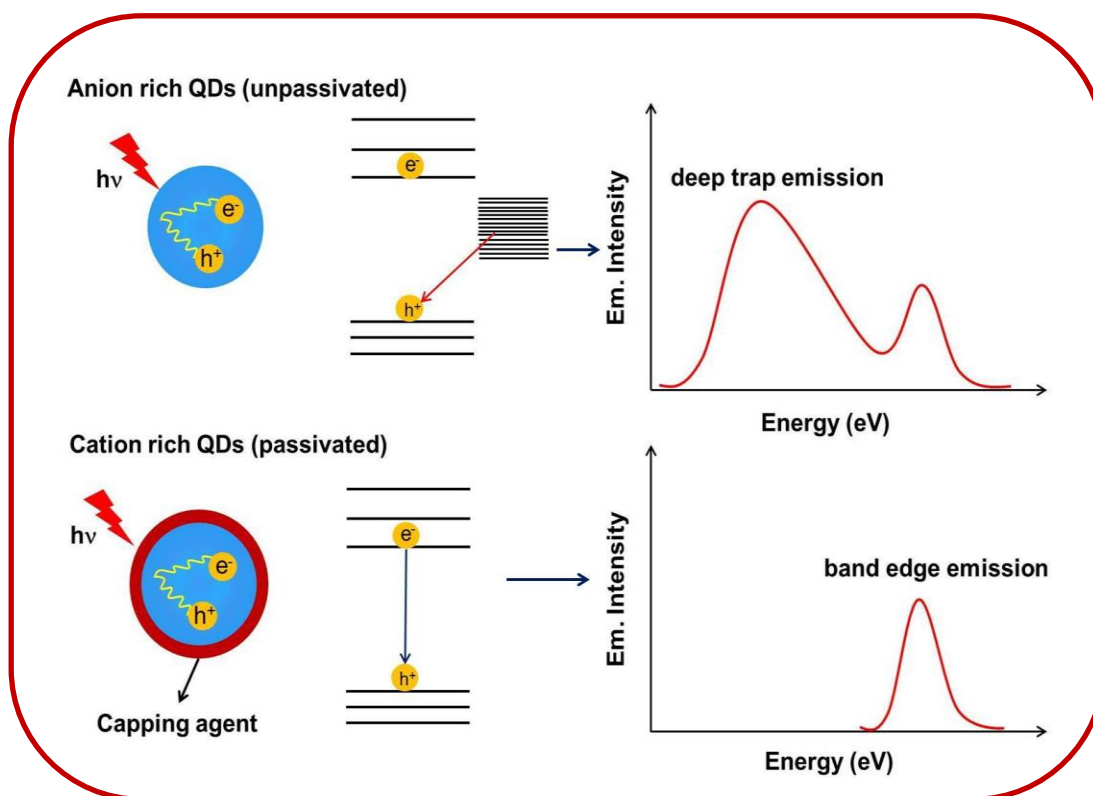 Anion rich QDs (unpassivated)
hν
e⁻
h⁺
e⁻
h⁺
deep trap emission
Em. Intensity
Energy (eV)
Cation rich QDs (passivated)
hν
e⁻
h⁺
Capping agent
e⁻
h⁺
band edge emission
Em. Intensity
Energy (eV)